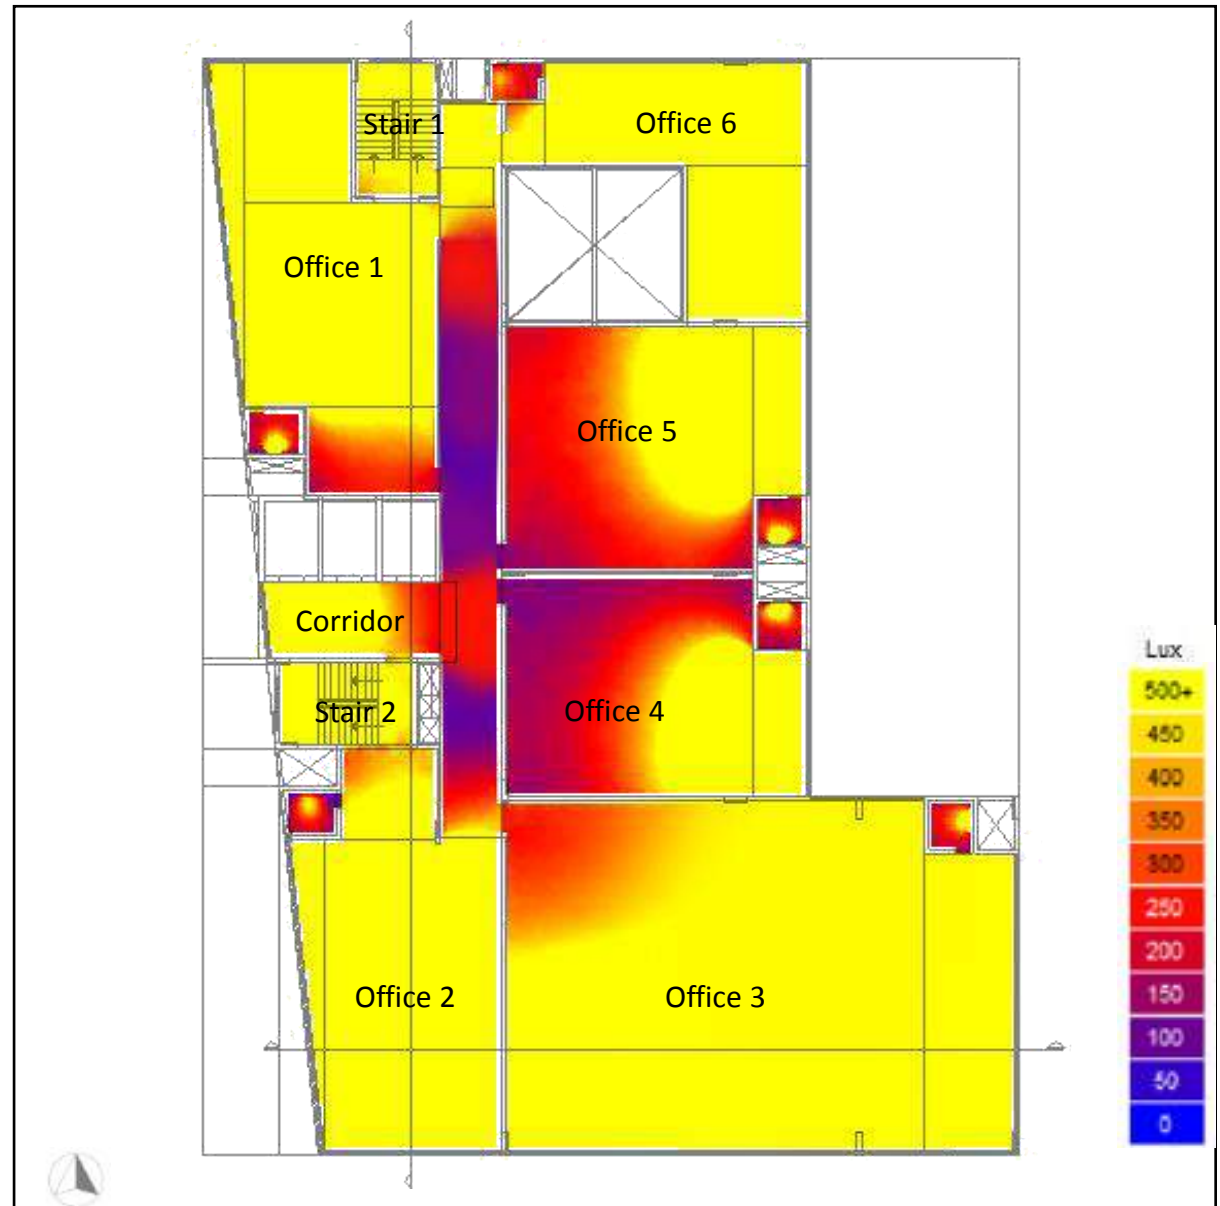 Stair 1
Office 6
Office 1
Office 5
Corridor
Stair 2
Office 4
Office 2
Office 3
Lux
500+
450
400
350
300
250
200
150
100
50
0